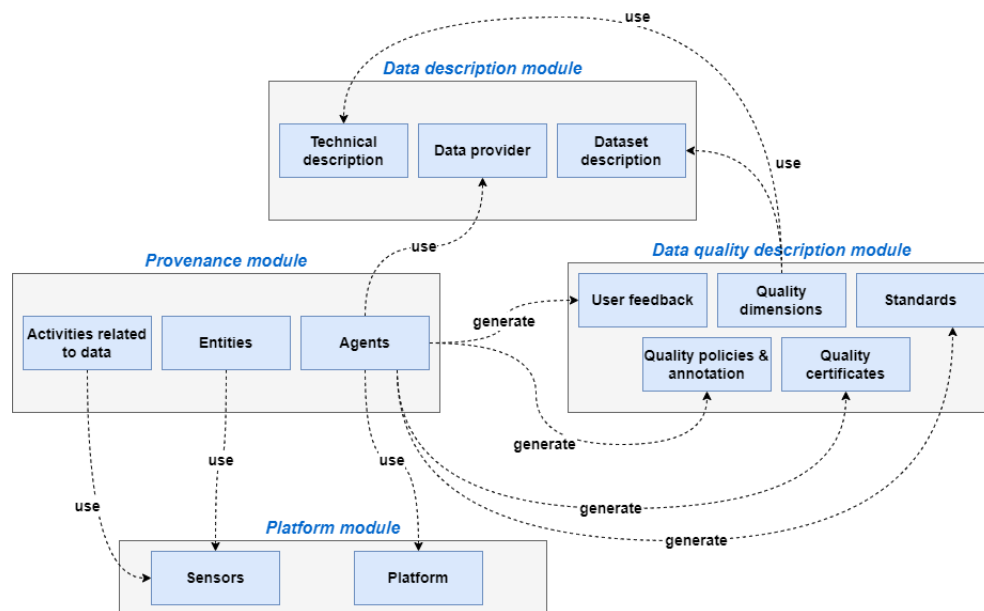 use
Data description module
Technical
description
Data provider
Dataset
description
use
use
Provenance module
Data quality description module
Activities related
to data
Entities
Agents
generate
User feedback
Quality
dimensions
Standards
Quality policies &
annotation
Quality
certificates
generate
use
use
use
generate
generate
Platform module
Sensors
Platform